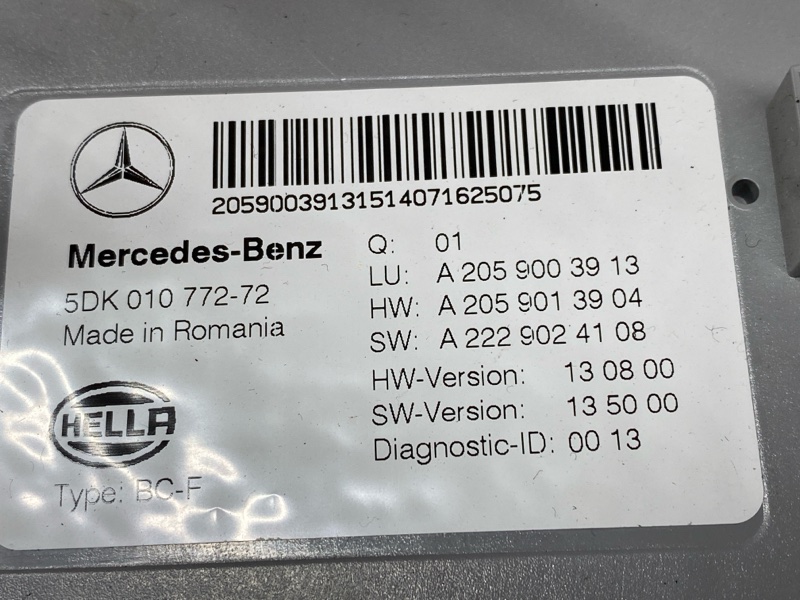 20590039131514071625075
Mercedes-Benz
5DK 010 772-72
Made in Romania
HELLA
Type: BC-F
Q: 01
LU: A 205 900 39 13
HW: A 205 901 39 04
SW: A 222 902 41 08
HW-Version: 13 08 00
SW-Version: 13 50 00
Diagnostic-ID: 00 13